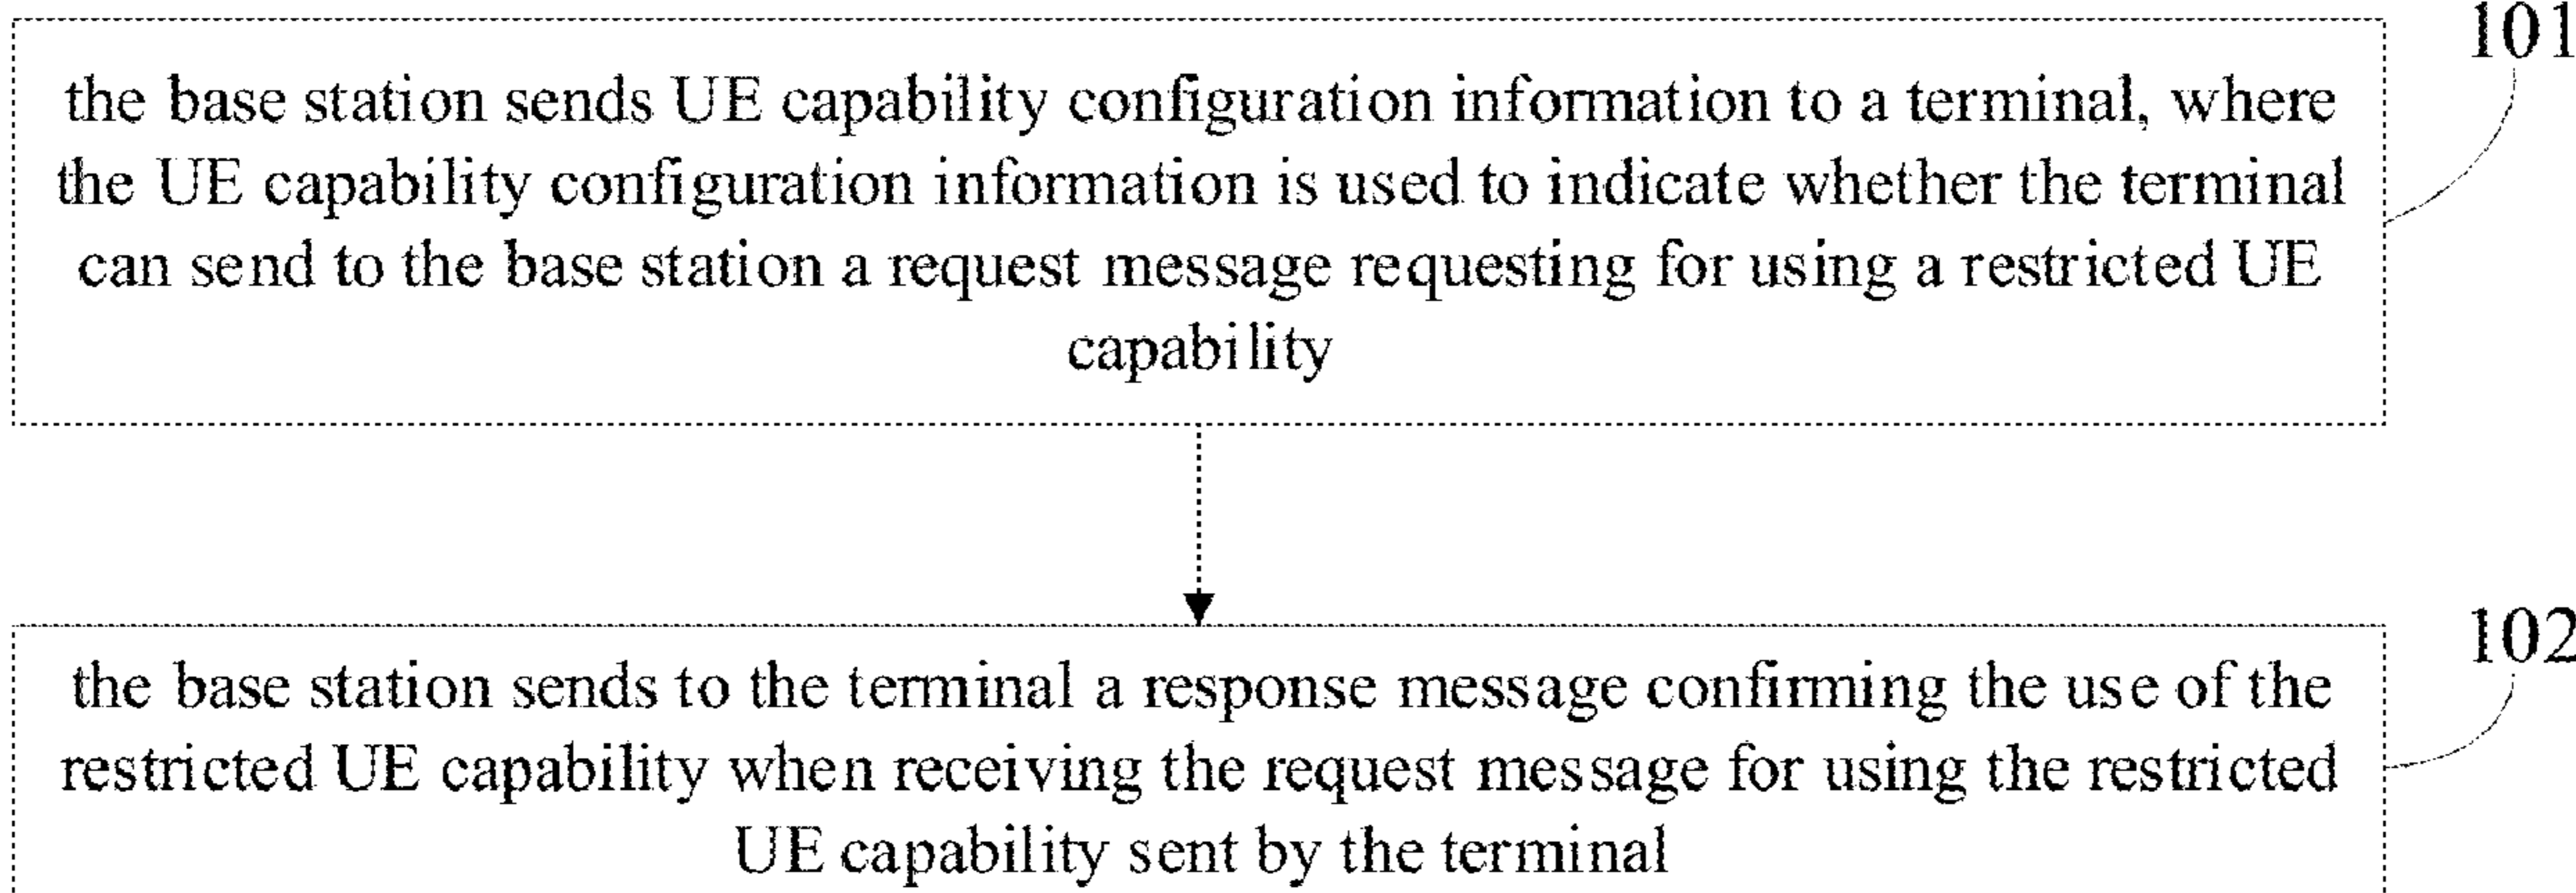 101
the base station sends UE capability configuration information to a terminal, where
the UE capability configuration information is used to indicate whether the terminal
can send to the base station a request message requesting for using a restricted UE
capability
102
the base station sends to the terminal a response message confirming the use of the
restricted UE capability when receiving the request message for using the restricted
UE capability sent by the terminal